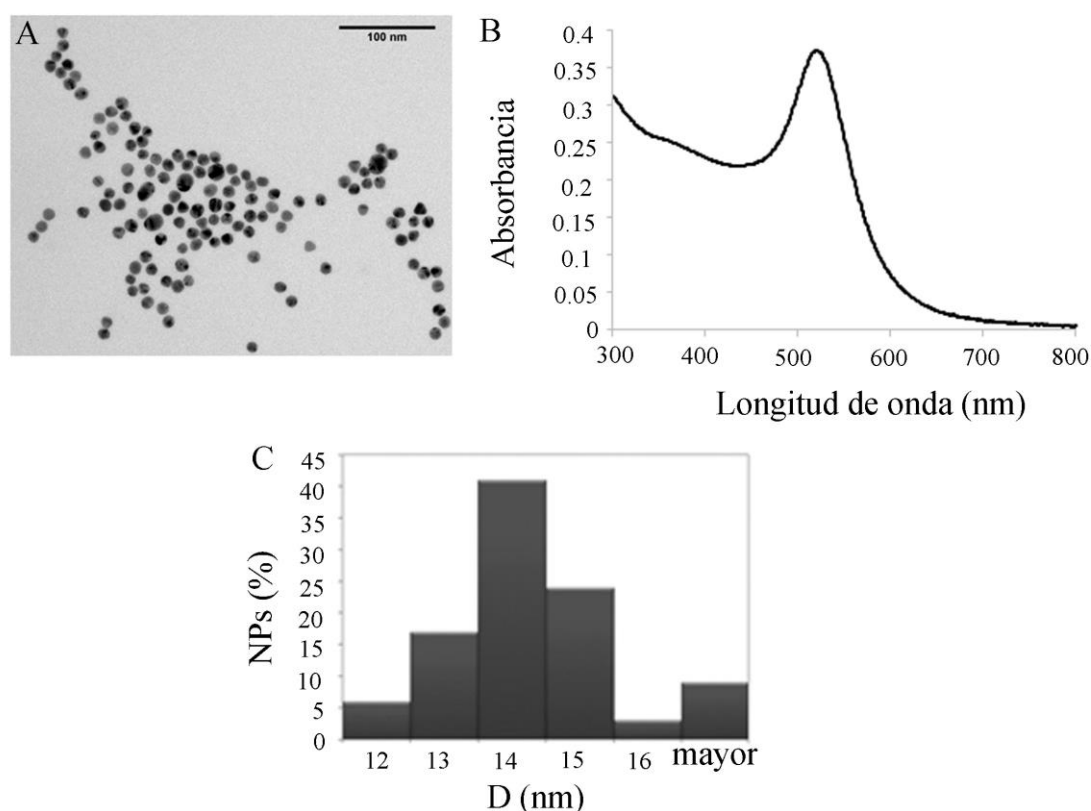 A
100 nm
B
Absorbancia
0.4
0.35
0.3
0.25
0.2
0.15
0.1
0.05
0
300 400 500 600 700 800
Longitud de onda (nm)
C
NPs (%)
45
40
35
30
25
20
15
10
5
0
12 13 14 15 16 mayor
D (nm)